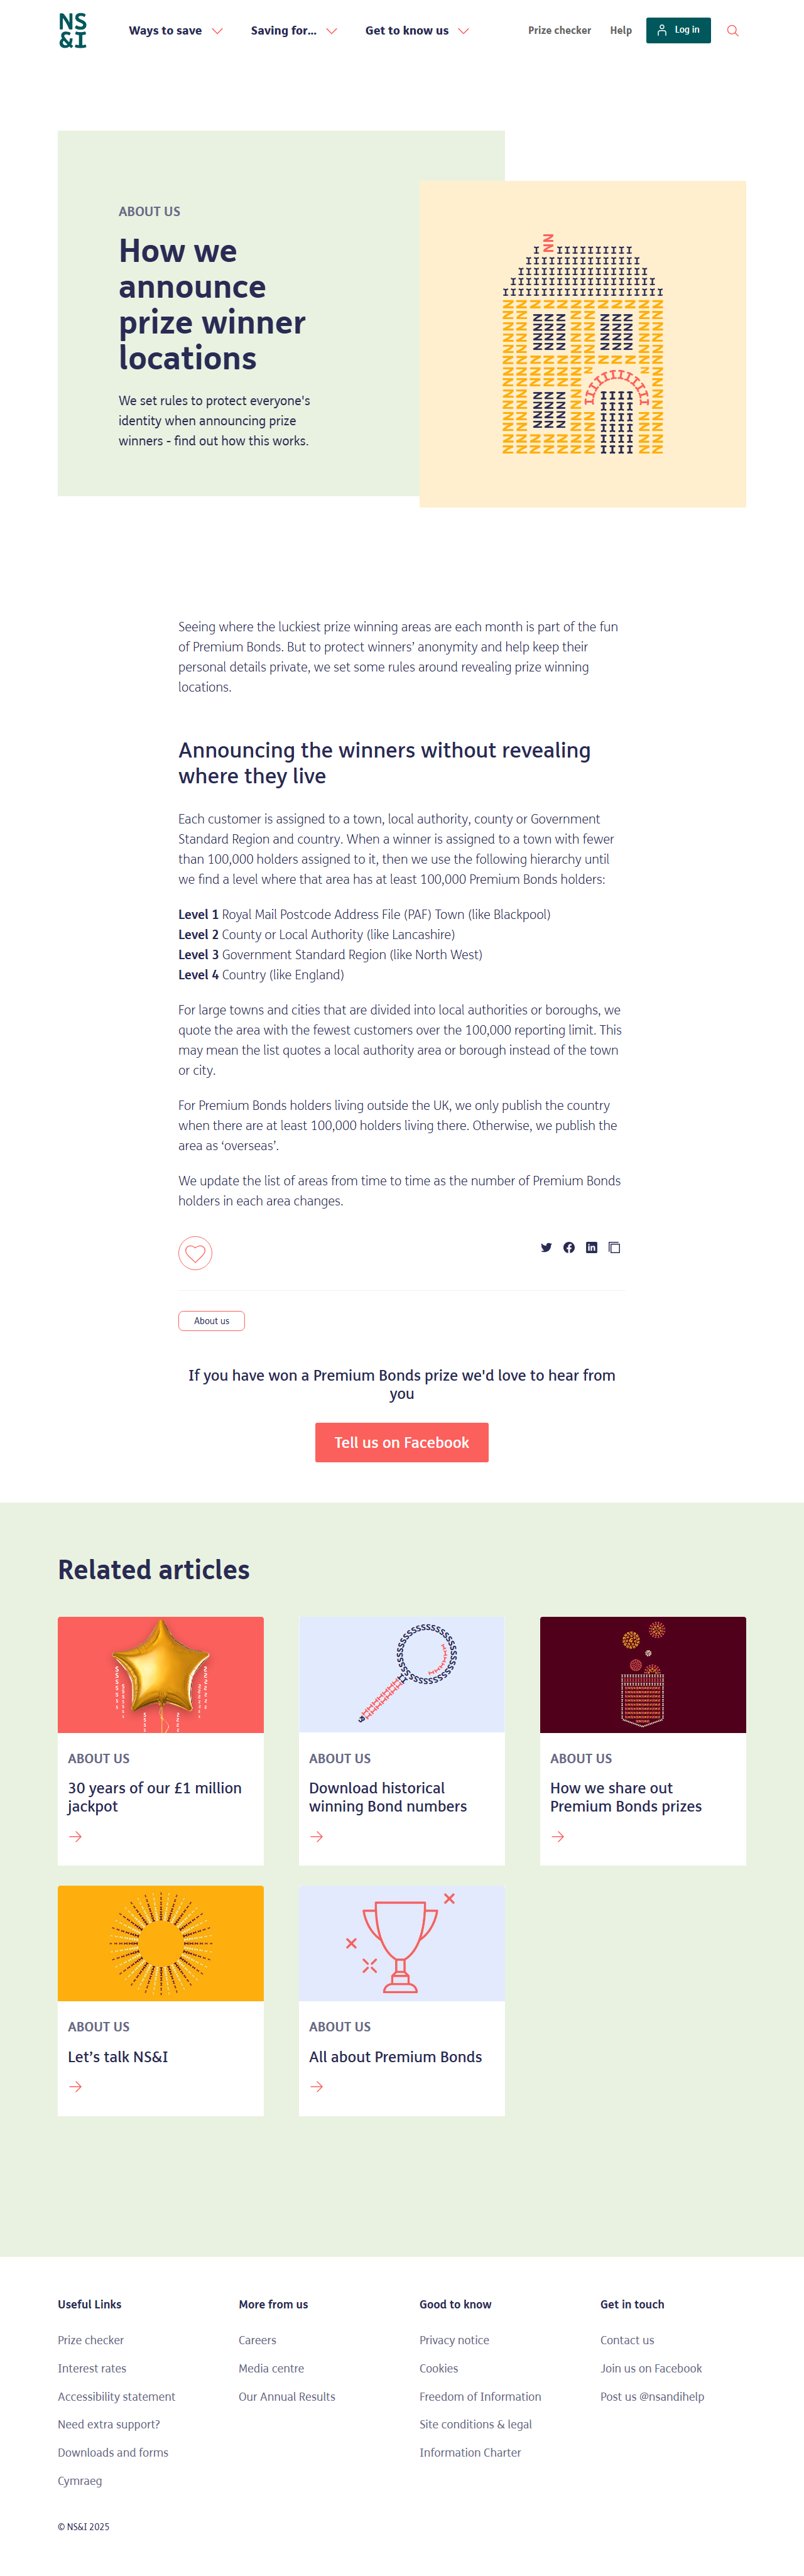 NS
&I
Ways to save
Saving for...
Get to know us
Prize checker
Help
Log in
ABOUT US
How we
announce
prize winner
locations
We set rules to protect everyone's
identity when announcing prize
winners - find out how this works.
Seeing where the luckiest prize winning areas are each month is part of the fun
of Premium Bonds. But to protect winners’ anonymity and help keep their
personal details private, we set some rules around revealing prize winning
locations.
Announcing the winners without revealing
where they live
Each customer is assigned to a town, local authority, county or Government
Standard Region and country. When a winner is assigned to a town with fewer
than 100,000 holders assigned to it, then we use the following hierarchy until
we find a level where that area has at least 100,000 Premium Bonds holders:
Level 1 Royal Mail Postcode Address File (PAF) Town (like Blackpool)
Level 2 County or Local Authority (like Lancashire)
Level 3 Government Standard Region (like North West)
Level 4 Country (like England)
For large towns and cities that are divided into local authorities or boroughs, we
quote the area with the fewest customers over the 100,000 reporting limit. This
may mean the list quotes a local authority area or borough instead of the town
or city.
For Premium Bonds holders living outside the UK, we only publish the country
when there are at least 100,000 holders living there. Otherwise, we publish the
area as ‘overseas’.
We update the list of areas from time to time as the number of Premium Bonds
holders in each area changes.
About us
If you have won a Premium Bonds prize we'd love to hear from
you
Tell us on Facebook
Related articles
ABOUT US
30 years of our £1 million
jackpot
ABOUT US
Download historical
winning Bond numbers
ABOUT US
How we share out
Premium Bonds prizes
ABOUT US
Let’s talk NS&I
ABOUT US
All about Premium Bonds
Useful Links
Prize checker
Interest rates
Accessibility statement
Need extra support?
Downloads and forms
Cymraeg
More from us
Careers
Media centre
Our Annual Results
Good to know
Privacy notice
Cookies
Freedom of Information
Site conditions & legal
Information Charter
Get in touch
Contact us
Join us on Facebook
Post us @nsandihelp
© NS&I 2025